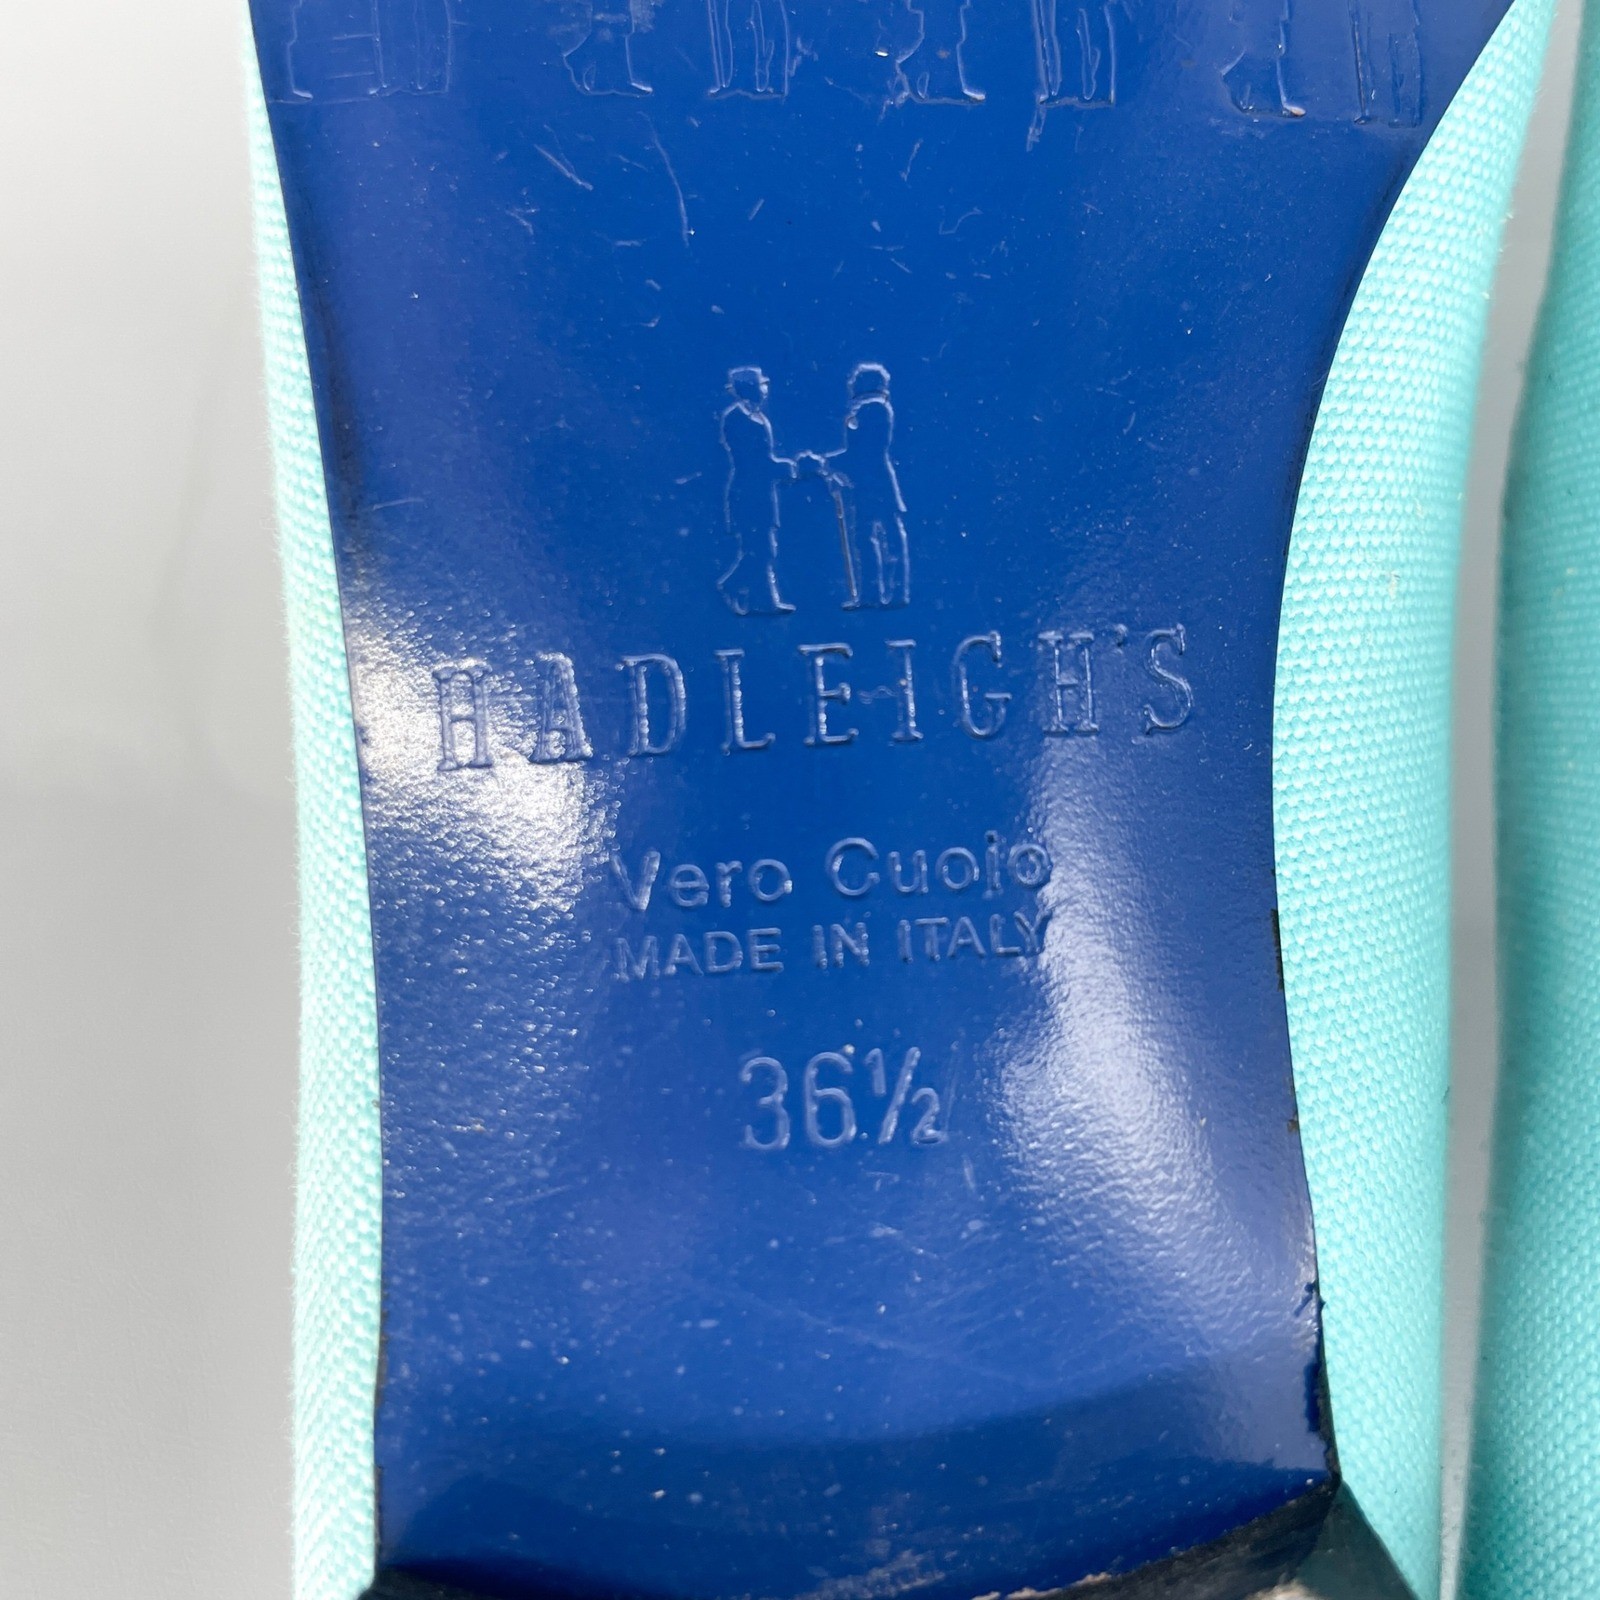 HADLEIGH'S
Vero Cuoio
MADE IN ITALY
36½